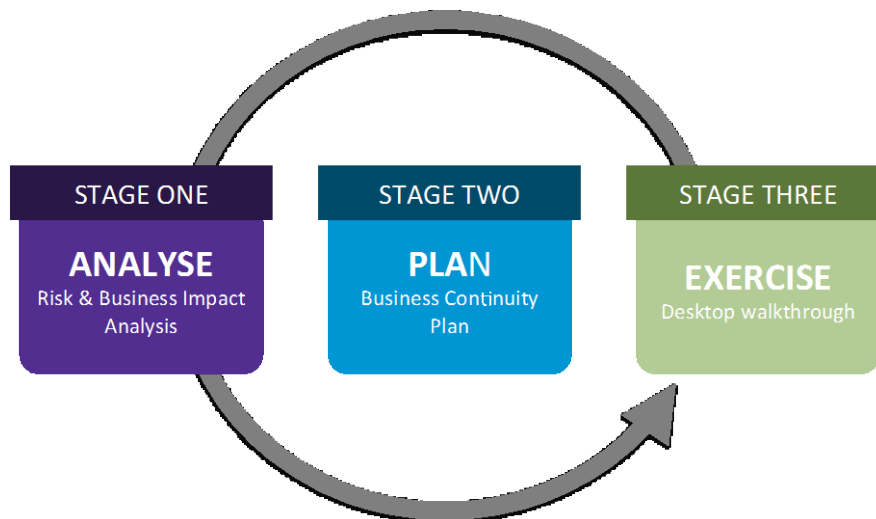 STAGE ONE
ANALYSE
Risk & Business Impact
Analysis
STAGE TWO
PLAN
Business Continuity
Plan
STAGE THREE
EXERCISE
Desktop walkthrough